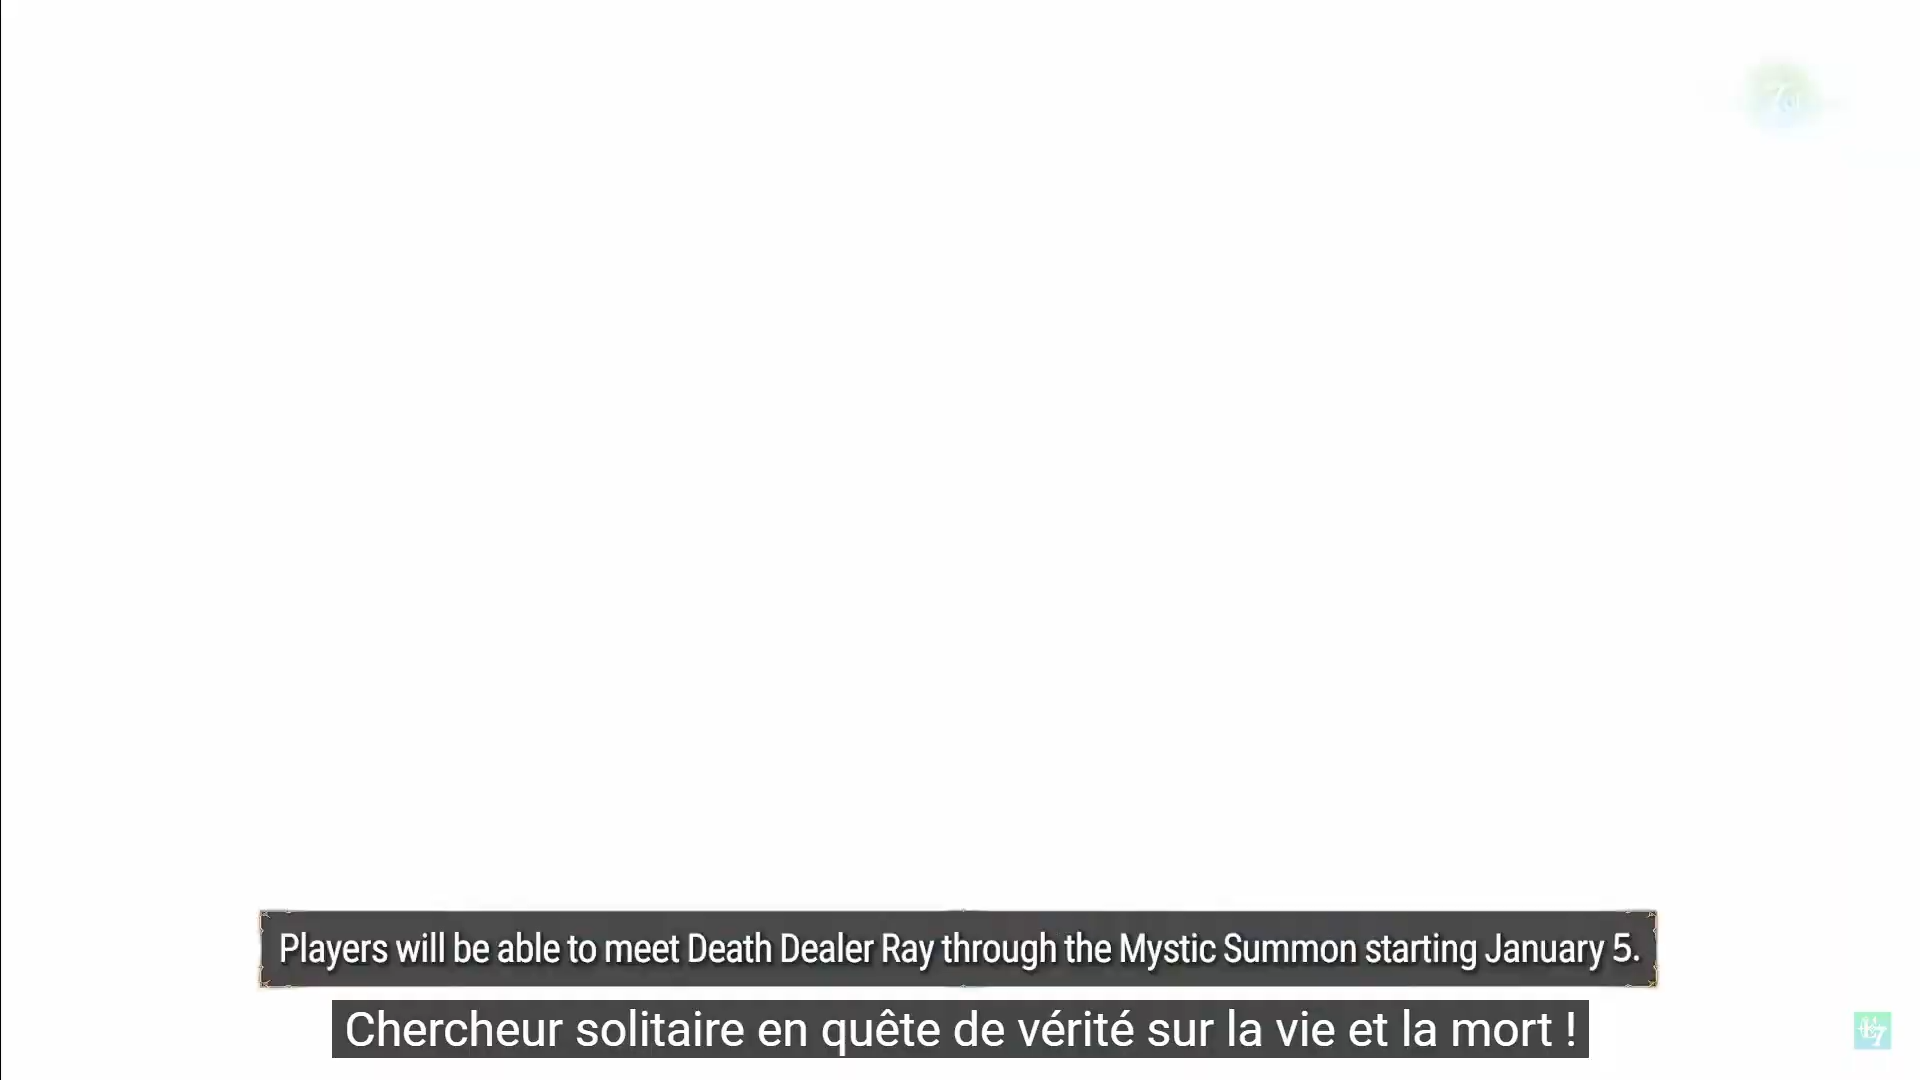 Players will be able to meet Death Dealer Ray through the Mystic Summon starting January 5.
Chercheur solitaire en quête de vérité sur la vie et la mort !